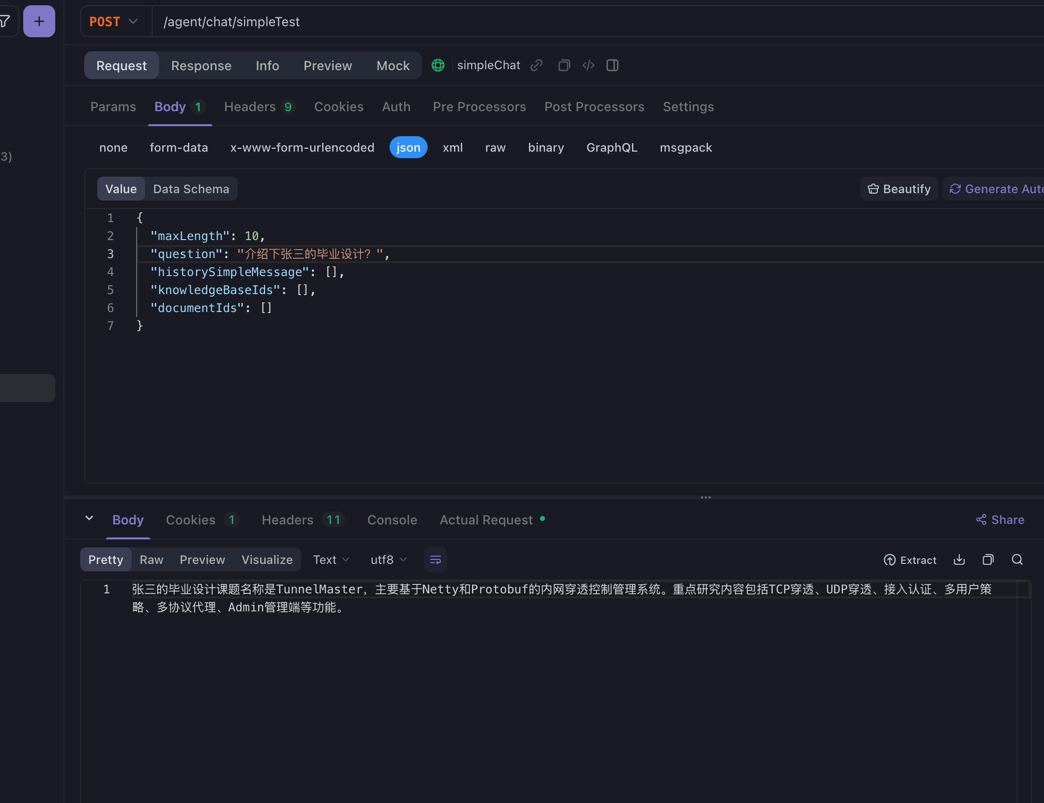 POST /agent/chat/simpleTest
Request Response Info Preview Mock simpleChat
Params Body 1 Headers 9 Cookies Auth Pre Processors Post Processors Settings
3)
none form-data x-www-form-urlencoded json xml raw binary GraphQL msgpack
Value Data Schema Beautify Generate Auto
1 {
2 "maxLength": 10,
3 "question": "介绍下张三的毕业设计？",
4 "historySimpleMessage": [],
5 "knowledgeBaseIds": [],
6 "documentIds": []
7 }
Body Cookies 1 Headers 11 Console Actual Request Share
Pretty Raw Preview Visualize Text utf8 Extract
1 张三的毕业设计课题名称是TunnelMaster，主要基于Netty和Protobuf的内网穿透控制管理系统。重点研究内容包括TCP穿透、UDP穿透、接入认证、多用户策
略、多协议代理、Admin管理端等功能。